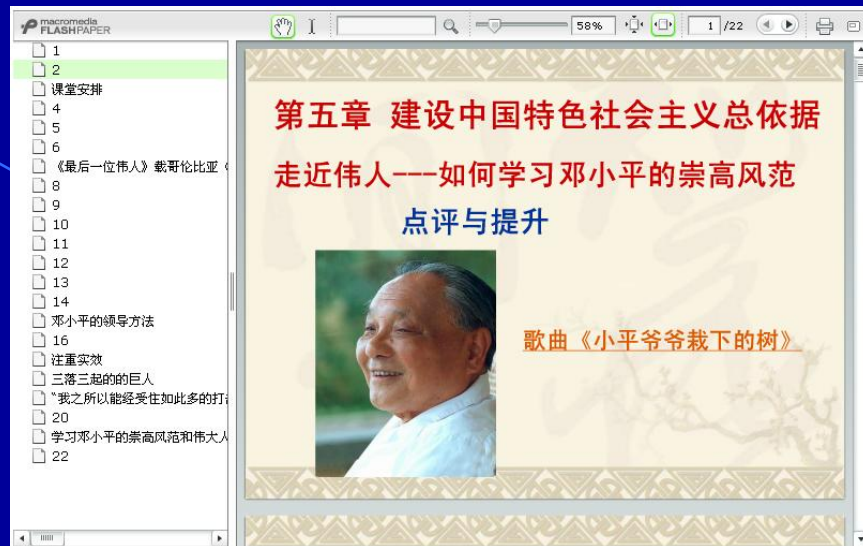 macromedia
FLASHPAPER
58%
1 /22
1
2
课堂安排
4
5
6
《最后一位伟人》载哥伦比亚
8
9
10
11
12
13
14
邓小平的领导方法
16
注重实效
三落三起的的巨人
“我之所以能经受住如此多的打
20
学习邓小平的崇高风范和伟大人
22
第五章 建设中国特色社会主义总依据
走近伟人---如何学习邓小平的崇高风范
点评与提升
歌曲《小平爷爷栽下的树》